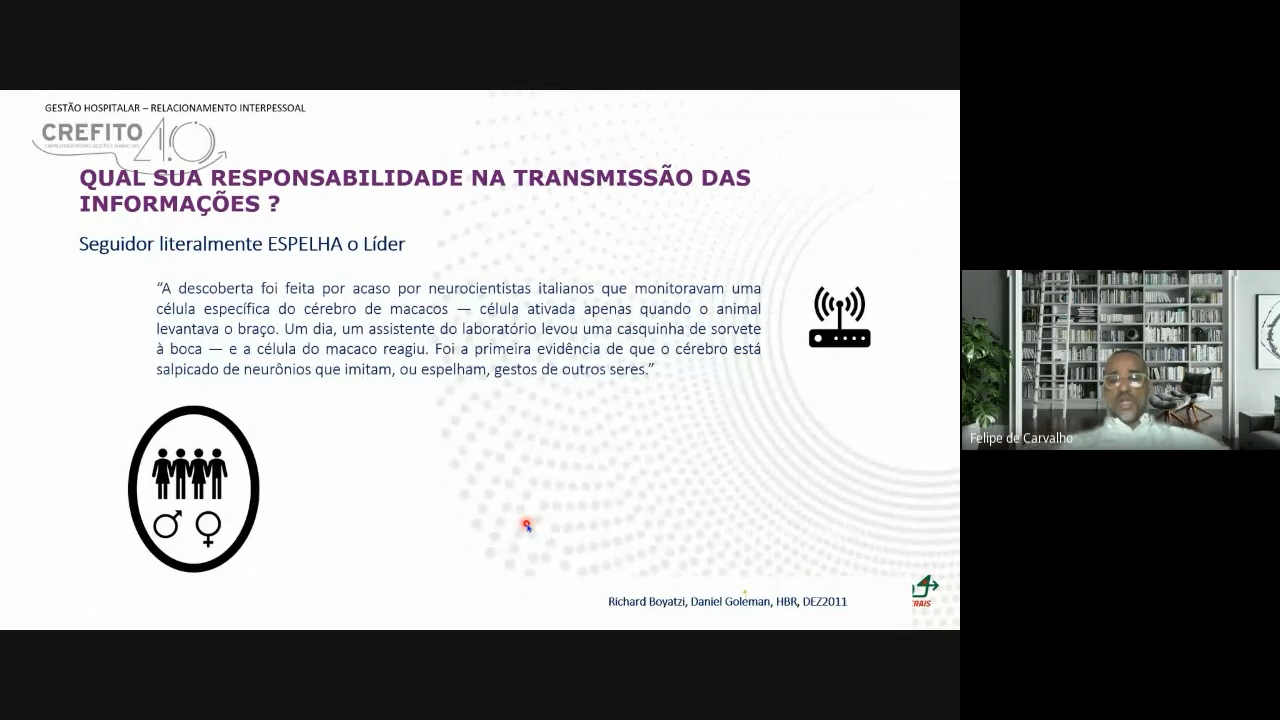 GESTÃO HOSPITALAR – RELACIONAMENTO INTERPESSOAL
CREFITO 4.0
QUAL SUA RESPONSABILIDADE NA TRANSMISSÃO DAS
INFORMAÇÕES ?
Seguidor literalmente ESPELHA o Líder
“A descoberta foi feita por acaso por neurocientistas italianos que monitoravam uma
célula específica do cérebro de macacos — célula ativada apenas quando o animal
levantava o braço. Um dia, um assistente do laboratório levou uma casquinha de sorvete
à boca — e a célula do macaco reagiu. Foi a primeira evidência de que o cérebro está
salpicado de neurônios que imitam, ou espelham, gestos de outros seres.”
Felipe de Carvalho
Richard Boyatzi, Daniel Goleman, HBR, DEZ2011